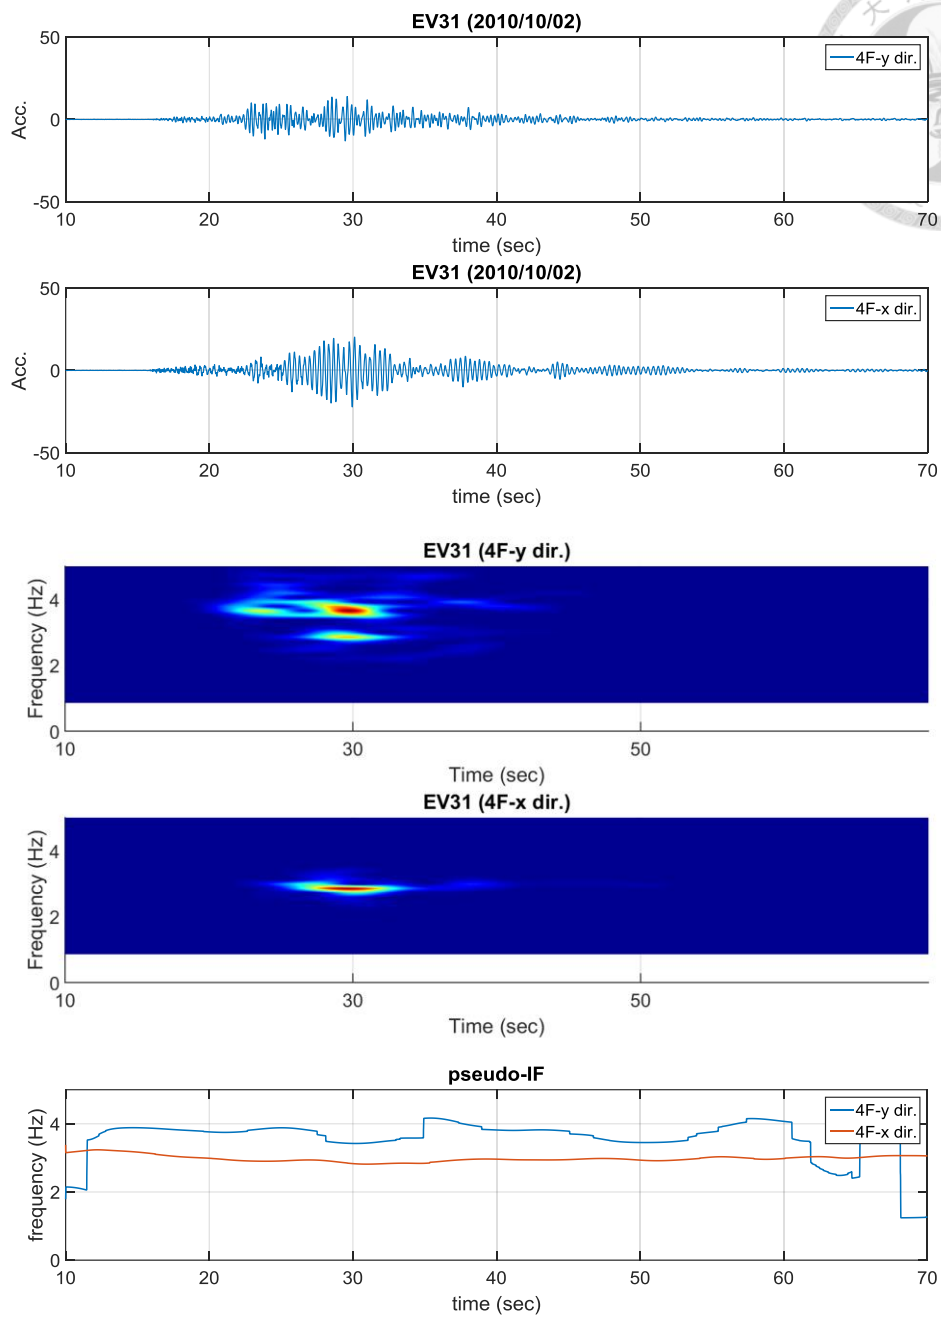 EV31 (2010/10/02)
50
0
-50
Acc.
4F-y dir.
10 20 30 40 50 60 70
time (sec)
EV31 (2010/10/02)
50
0
-50
Acc.
4F-x dir.
10 20 30 40 50 60 70
time (sec)
EV31 (4F-y dir.)
4
2
0
Frequency (Hz)
10 30 50
Time (sec)
EV31 (4F-x dir.)
4
2
0
Frequency (Hz)
10 30 50
Time (sec)
pseudo-IF
4
2
0
frequency (Hz)
4F-y dir.
4F-x dir.
10 20 30 40 50 60 70
time (sec)
大